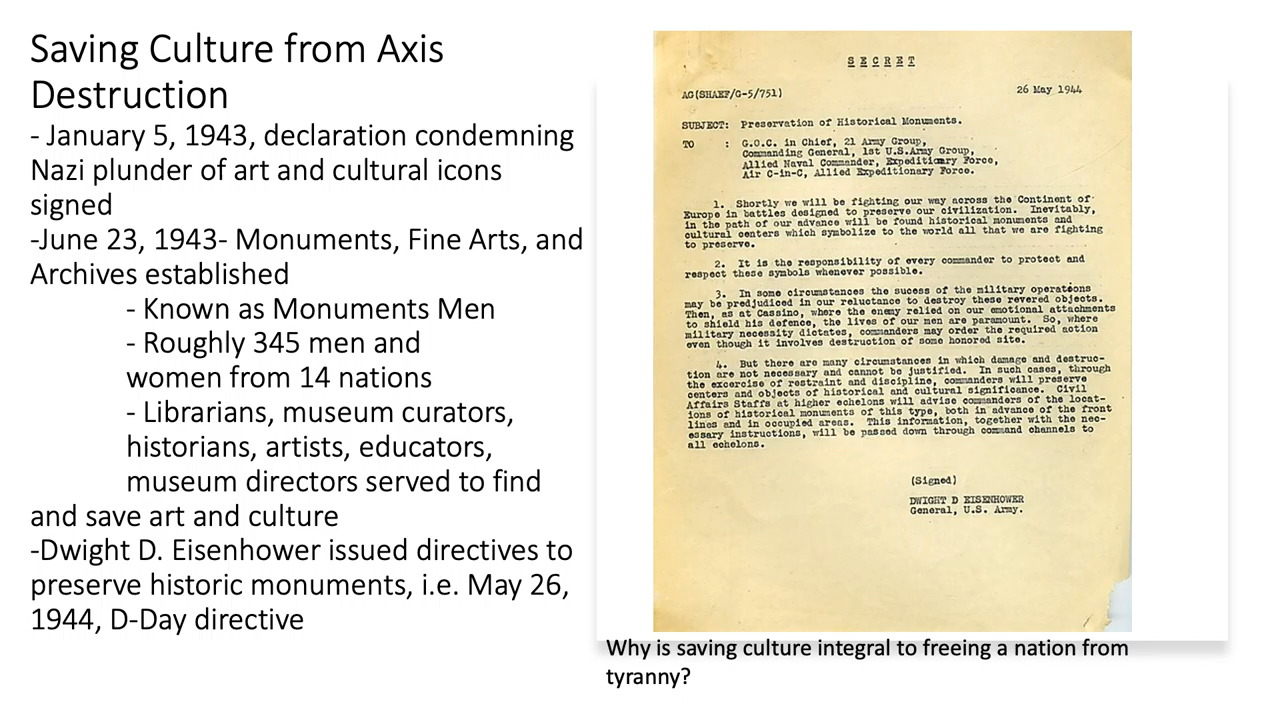 Saving Culture from Axis
Destruction
- January 5, 1943, declaration condemning
Nazi plunder of art and cultural icons
signed
-June 23, 1943- Monuments, Fine Arts, and
Archives established
- Known as Monuments Men
- Roughly 345 men and
women from 14 nations
- Librarians, museum curators,
historians, artists, educators,
museum directors served to find
and save art and culture
-Dwight D. Eisenhower issued directives to
preserve historic monuments, i.e. May 26,
1944, D-Day directive
SECRET
AG(SHAEF/G-5/751) 26 May 1944
SUBJECT: Preservation of Historical Monuments.
TO : G.O.C. in Chief, 21 Army Group,
Commanding General, 1st U.S.Army Group,
Allied Naval Commander, Expeditionary Force,
Air C-in-C, Allied Expeditionary Force.
1. Shortly we will be fighting our way across the Continent of
Europe in battles designed to preserve our civilization. Inevitably,
in the path of our advance will be found historical monuments and
cultural centers which symbolize to the world all that we are fighting
to preserve.
2. It is the responsibility of every commander to protect and
respect these symbols whenever possible.
3. In some circumstances the sucess of the military operations
may be predjudiced in our reluctance to destroy these revered objects.
Then, as at Cassino, where the enemy relied on our emotional attachments
to shield his defence, the lives of our men are paramount. So, where
military necessity dictates, commanders may order the required action
even though it involves destruction of some honored site.
4. But there are many circumstances in which damage and destruc-
tion are not necessary and cannot be justified. In such cases, through
the excercise of restraint and discipline, commanders will preserve
centers and objects of historical and cultural significance. Civil
Affairs Staffs at higher echelons will advise commanders of the locat-
ions of historical monuments of this type, both in advance of the front
lines and in occupied areas. This information, together with the nec-
essary instructions, will be passed down through command channels to
all echelons.
(Signed)
DWIGHT D EISENHOWER
General, U.S. Army.
Why is saving culture integral to freeing a nation from
tyranny?